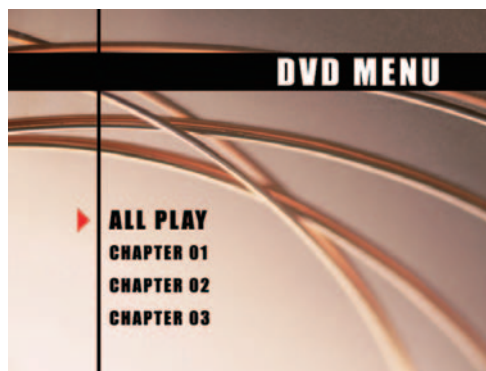 DVD MENU
ALL PLAY
CHAPTER 01
CHAPTER 02
CHAPTER 03